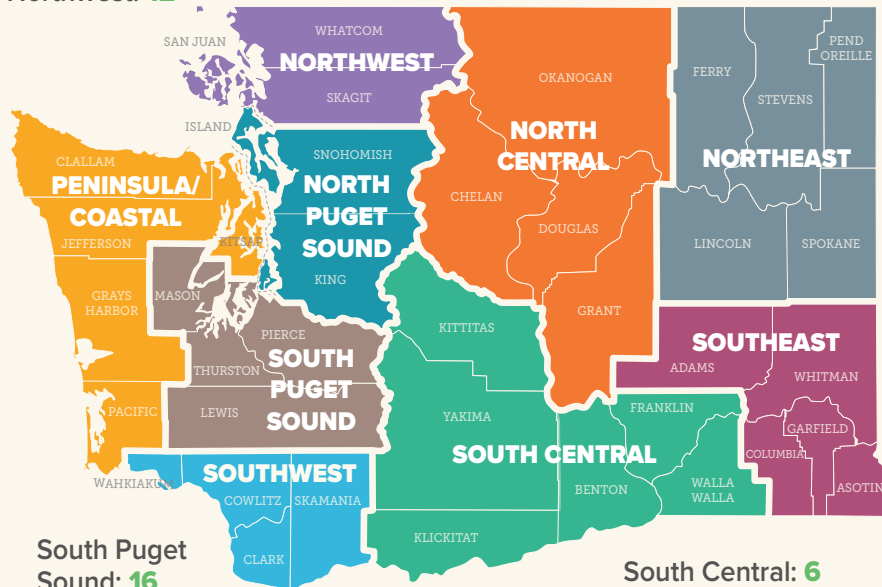 Northwest: 12
SAN JUAN
WHATCOM
NORTHWEST
SKAGIT
ISLAND
OKANOGAN
NORTH
CENTRAL
CHELAN
DOUGLAS
GRANT
FERRY
PEND
OREILLE
STEVENS
NORTHEAST
LINCOLN
SPOKANE
CLALLAM
PENINSULA/
COASTAL
JEFFERSON
KITSAP
GRAYS
HARBOR
PACIFIC
SNOHOMISH
NORTH
PUGET
SOUND
KING
MASON
PIERCE
SOUTH
PUGET
SOUND
THURSTON
LEWIS
KITTITAS
YAKIMA
SOUTH CENTRAL
KLICKITAT
BENTON
FRANKLIN
WALLA
WALLA
SOUTHEAST
ADAMS
WHITMAN
GARFIELD
COLUMBIA
ASOTIN
WAHKIAKUM
SOUTHWEST
COWLITZ
SKAMANIA
CLARK
South Puget
Sound: 16
South Central: 6